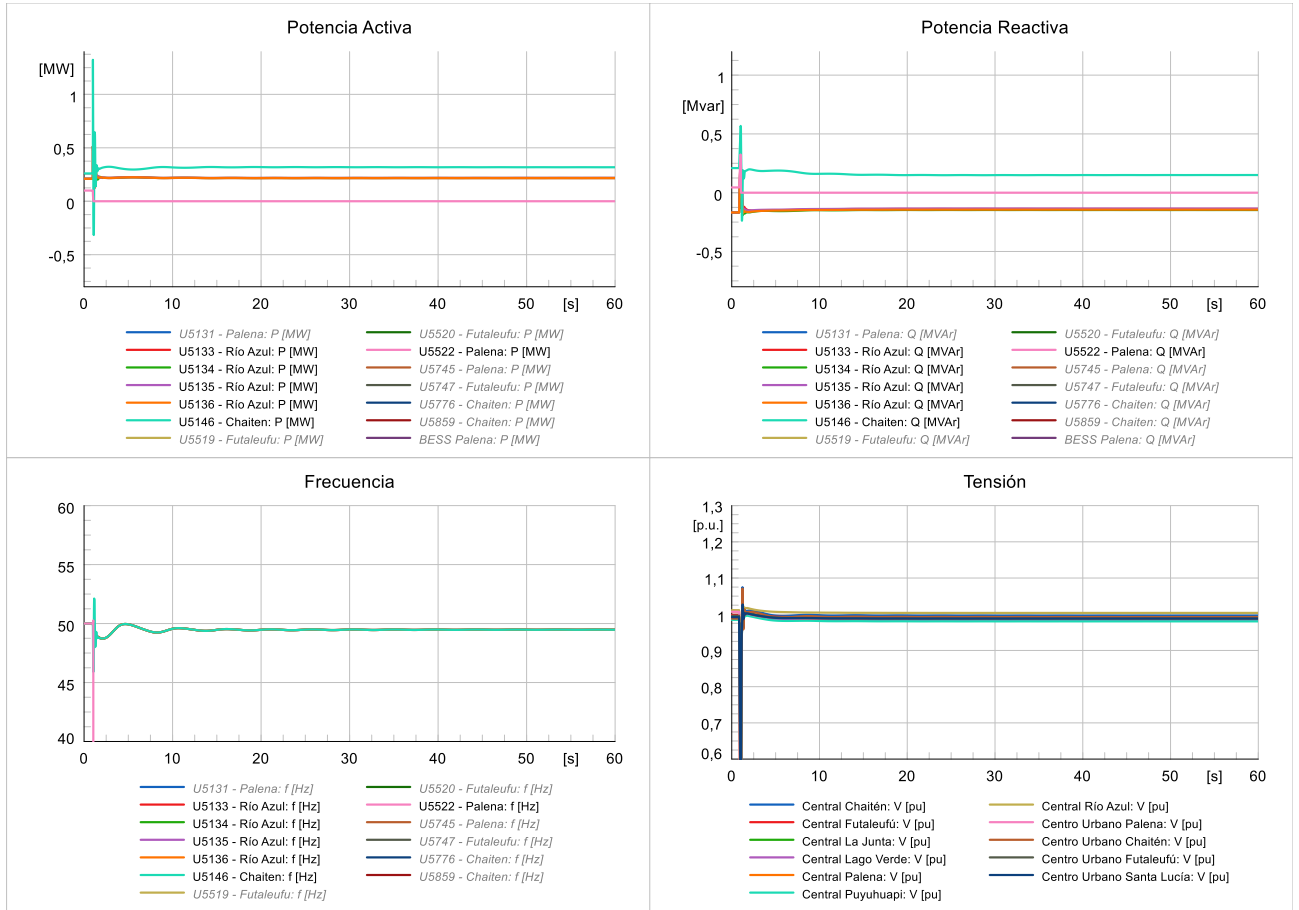 Potencia Activa
[MW]
1
0,5
0
-0,5
0 10 20 30 40 [s] 60
U5131 - Palena: P [MW]
U5133 - Río Azul: P [MW]
U5134 - Río Azul: P [MW]
U5135 - Río Azul: P [MW]
U5136 - Río Azul: P [MW]
U5146 - Chaiten: P [MW]
U5519 - Futaleufu: P [MW]
U5520 - Futaleufu: P [MW]
U5522 - Palena: P [MW]
U5745 - Palena: P [MW]
U5747 - Futaleufu: P [MW]
U5776 - Chaiten: P [MW]
U5859 - Chaiten: P [MW]
BESS Palena: P [MW]
Potencia Reactiva
1
[Mvar]
0,5
0
-0,5
0 10 20 30 40 [s] 60
U5131 - Palena: Q [MVAr]
U5133 - Río Azul: Q [MVAr]
U5134 - Río Azul: Q [MVAr]
U5135 - Río Azul: Q [MVAr]
U5136 - Río Azul: Q [MVAr]
U5146 - Chaiten: Q [MVAr]
U5519 - Futaleufu: Q [MVAr]
U5520 - Futaleufu: Q [MVAr]
U5522 - Palena: Q [MVAr]
U5745 - Palena: Q [MVAr]
U5747 - Futaleufu: Q [MVAr]
U5776 - Chaiten: Q [MVAr]
U5859 - Chaiten: Q [MVAr]
BESS Palena: Q [MVAr]
Frecuencia
60
55
50
45
40
0 10 20 30 40 [s] 60
U5131 - Palena: f [Hz]
U5133 - Río Azul: f [Hz]
U5134 - Río Azul: f [Hz]
U5135 - Río Azul: f [Hz]
U5136 - Río Azul: f [Hz]
U5146 - Chaiten: f [Hz]
U5519 - Futaleufu: f [Hz]
U5520 - Futaleufu: f [Hz]
U5522 - Palena: f [Hz]
U5745 - Palena: f [Hz]
U5747 - Futaleufu: f [Hz]
U5776 - Chaiten: f [Hz]
U5859 - Chaiten: f [Hz]
Tensión
1,3
[p.u.]
1,2
1,1
1
0,9
0,8
0,7
0,6
0 10 20 30 40 [s] 60
Central Chaitén: V [pu]
Central Futaleufú: V [pu]
Central La Junta: V [pu]
Central Lago Verde: V [pu]
Central Palena: V [pu]
Central Puyuhuapi: V [pu]
Central Río Azul: V [pu]
Centro Urbano Palena: V [pu]
Centro Urbano Chaitén: V [pu]
Centro Urbano Futaleufú: V [pu]
Centro Urbano Santa Lucía: V [pu]